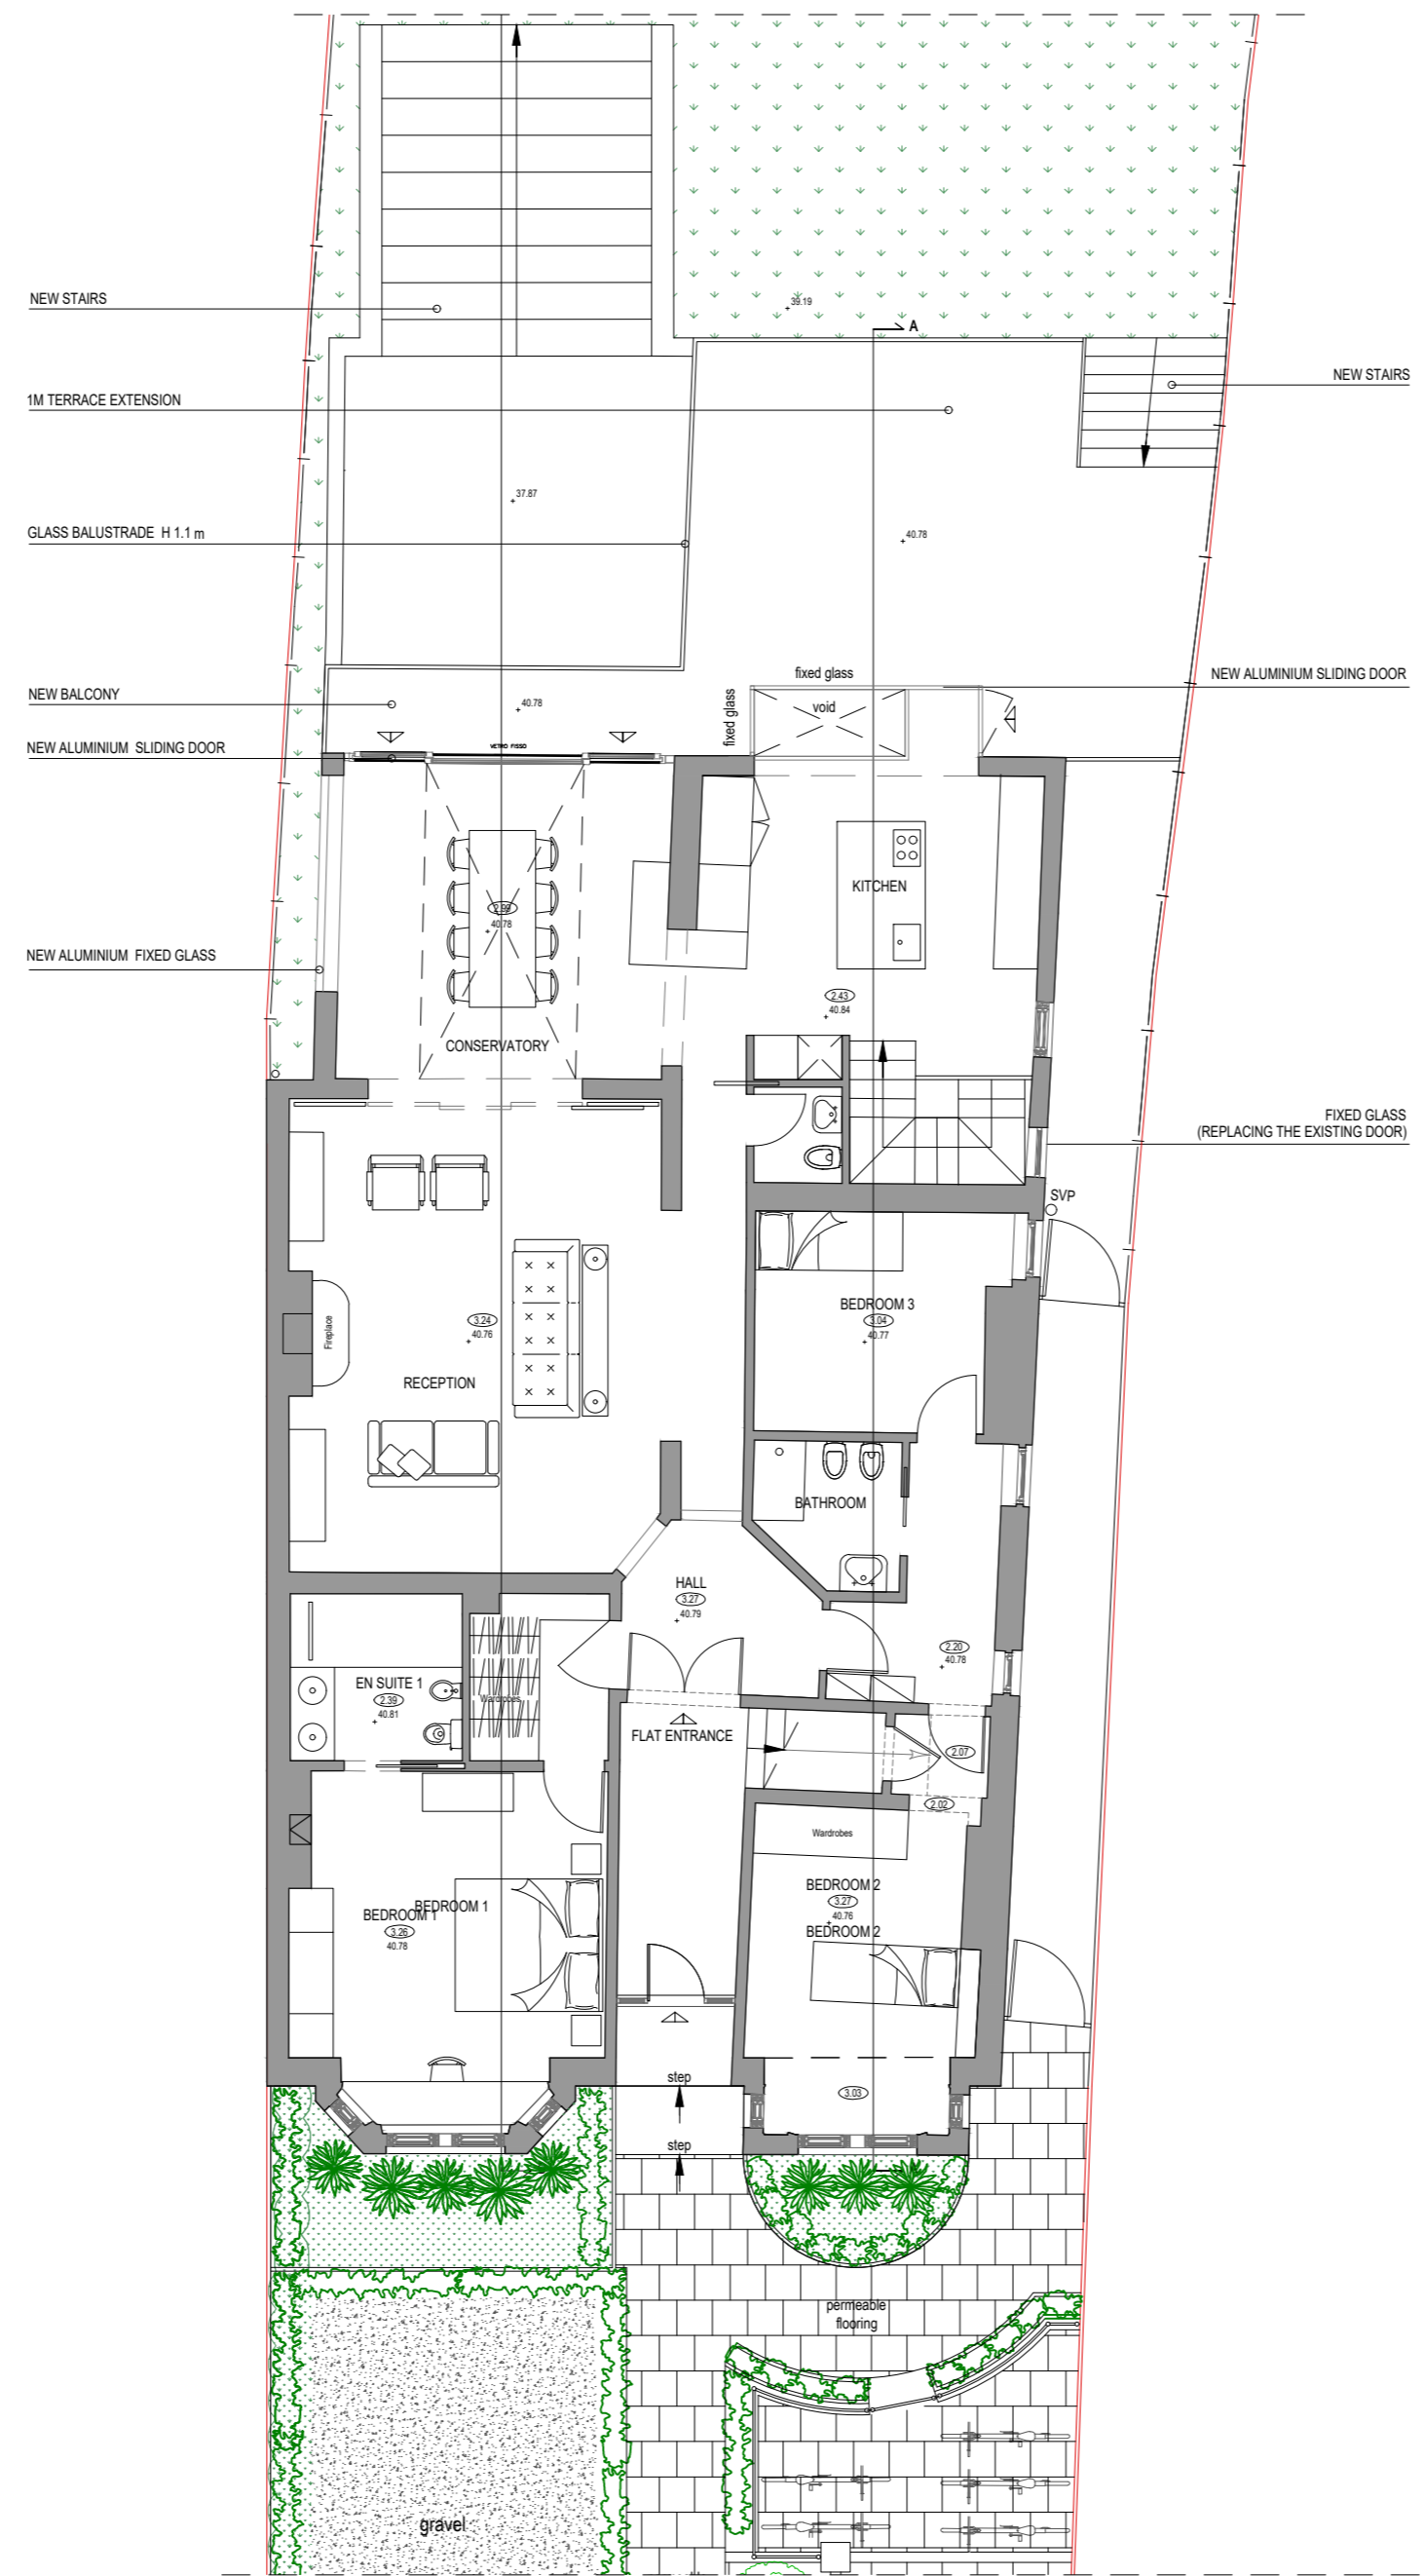 NEW STAIRS
39.19
A
NEW STAIRS
1M TERRACE EXTENSION
37.87
GLASS BALUSTRADE H 1.1 m
40.78
fixed glass
NEW ALUMINIUM SLIDING DOOR
NEW BALCONY
40.78
fixed glass
void
NEW ALUMINIUM SLIDING DOOR
VETRO FISSO
KITCHEN
2.99
40.78
NEW ALUMINIUM FIXED GLASS
2.43
40.84
CONSERVATORY
FIXED GLASS
(REPLACING THE EXISTING DOOR)
SVP
BEDROOM 3
3.04
40.77
Fireplace
3.24
40.76
RECEPTION
BATHROOM
HALL
3.27
40.79
2.20
40.78
EN SUITE 1
2.39
40.81
Wardrobes
FLAT ENTRANCE
2.07
2.02
Wardrobes
BEDROOM 2
3.27
40.76
BEDROOM 2
BEDROOM 1
BEDROOM 1
3.26
40.78
step
3.03
step
permeable
flooring
gravel